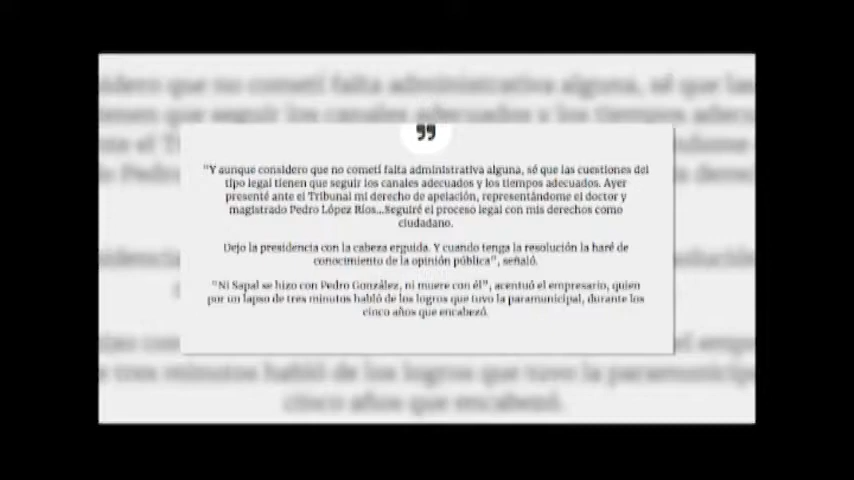 ”
"Y aunque considero que no cometí falta administrativa alguna, sé que las cuestiones del
tipo legal tienen que seguir los canales adecuados y los tiempos adecuados. Ayer
presenté ante el Tribunal mi derecho de apelación, representándome el doctor y
magistrado Pedro López Ríos...Seguiré el proceso legal con mis derechos como
ciudadano.
Dejo la presidencia con la cabeza erguida. Y cuando tenga la resolución la haré de
conocimiento de la opinión pública", señaló.
"Ni Sapal se hizo con Pedro González, ni muere con él", acentuó el empresario, quien
por un lapso de tres minutos habló de los logros que tuvo la paramunicipal, durante los
cinco años que encabezó.